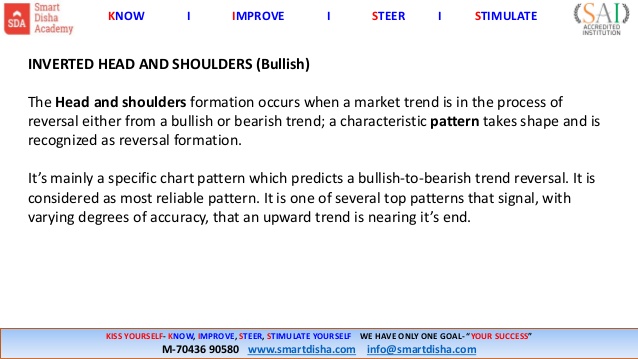 Smart
Disha
Academy
SDA
KNOW I IMPROVE I STEER I STIMULATE
SAI
ACCREDITED
INSTITUTION
INVERTED HEAD AND SHOULDERS (Bullish)
The Head and shoulders formation occurs when a market trend is in the process of
reversal either from a bullish or bearish trend; a characteristic pattern takes shape and is
recognized as reversal formation.
It’s mainly a specific chart pattern which predicts a bullish-to-bearish trend reversal. It is
considered as most reliable pattern. It is one of several top patterns that signal, with
varying degrees of accuracy, that an upward trend is nearing it’s end.
KISS YOURSELF- KNOW, IMPROVE, STEER, STIMULATE YOURSELF WE HAVE ONLY ONE GOAL- “YOUR SUCCESS”
M-70436 90580 www.smartdisha.com info@smartdisha.com